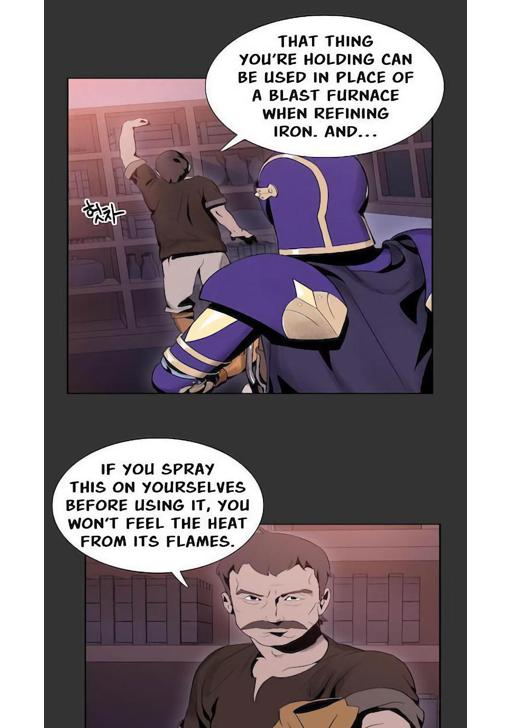 THAT THING
YOU'RE HOLDING CAN
BE USED IN PLACE OF
A BLAST FURNACE
WHEN REFINING
IRON. AND...
헛차
IF YOU SPRAY
THIS ON YOURSELVES
BEFORE USING IT, YOU
WON'T FEEL THE HEAT
FROM ITS FLAMES.